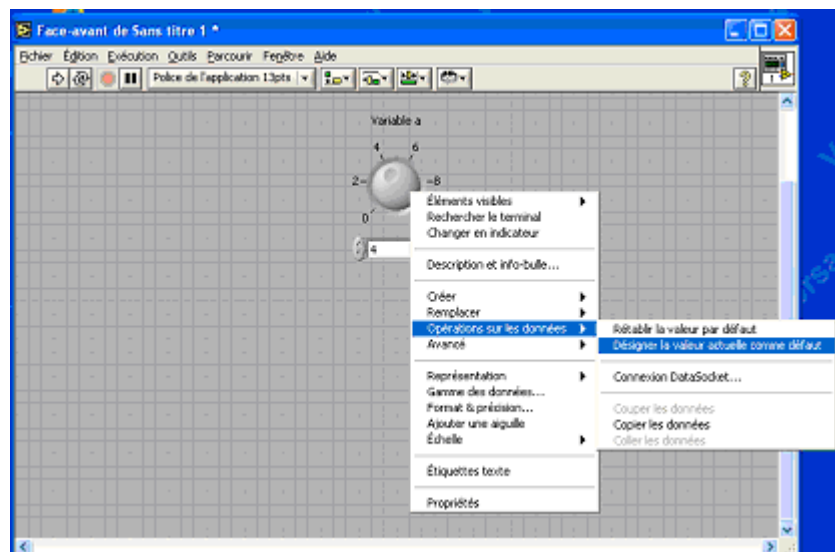 Face-avant de Sans titre 1 *
Fichier Édition Exécution Outils Parcourir Fenêtre Aide
Police de l'application 13pts
Variable a
4 6
2 8
0
4
Éléments visibles
Rechercher le terminal
Changer en indicateur
Description et info-bulle...
Créer
Remplacer
Opérations sur les données
Avancé
Représentation
Gamme des données...
Format & précision...
Ajouter une aiguille
Échelle
Étiquettes texte
Propriétés
Rétablir la valeur par défaut
Désigner la valeur actuelle comme défaut
Connexion DataSocket...
Couper les données
Copier les données
Coller les données